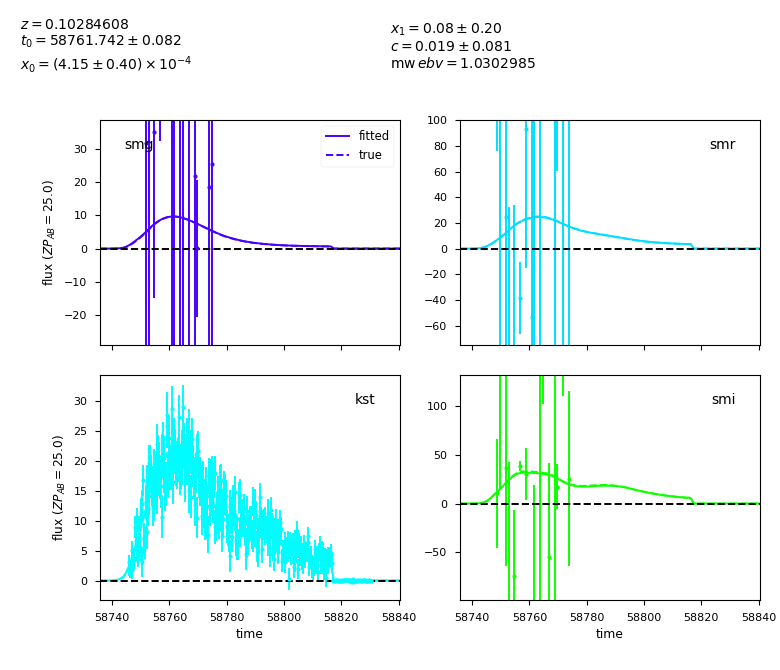 z = 0.10284608
t₀ = 58761.742 ± 0.082
x₀ = (4.15 ± 0.40) × 10⁻⁴
x₁ = 0.08 ± 0.20
c = 0.019 ± 0.081
mw ebv = 1.0302985
smg
fitted
true
30
20
10
0
−10
−20
flux (ZP_AB = 25.0)
smr
100
80
60
40
20
0
−20
−40
−60
kst
30
25
20
15
10
5
0
flux (ZP_AB = 25.0)
58740 58760 58780 58800 58820 58840
time
smi
100
50
0
−50
58740 58760 58780 58800 58820 58840
time